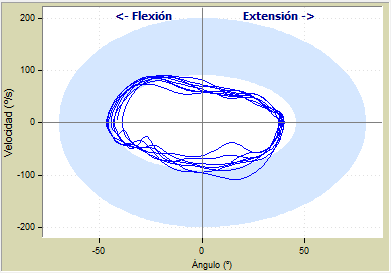 <- Flexión Extensión ->
200
100
0
-100
-200
Velocidad (º/s)
-50 0 50
Ángulo (º)